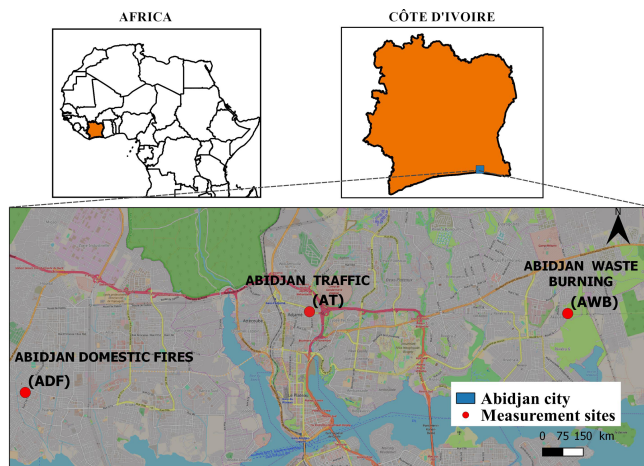 AFRICA
CÔTE D'IVOIRE
N
ABIDJAN TRAFFIC
(AT)
ABIDJAN WASTE
BURNING
(AWB)
ABIDJAN DOMESTIC FIRES
(ADF)
Abidjan city
Measurement sites
0 75 150 km